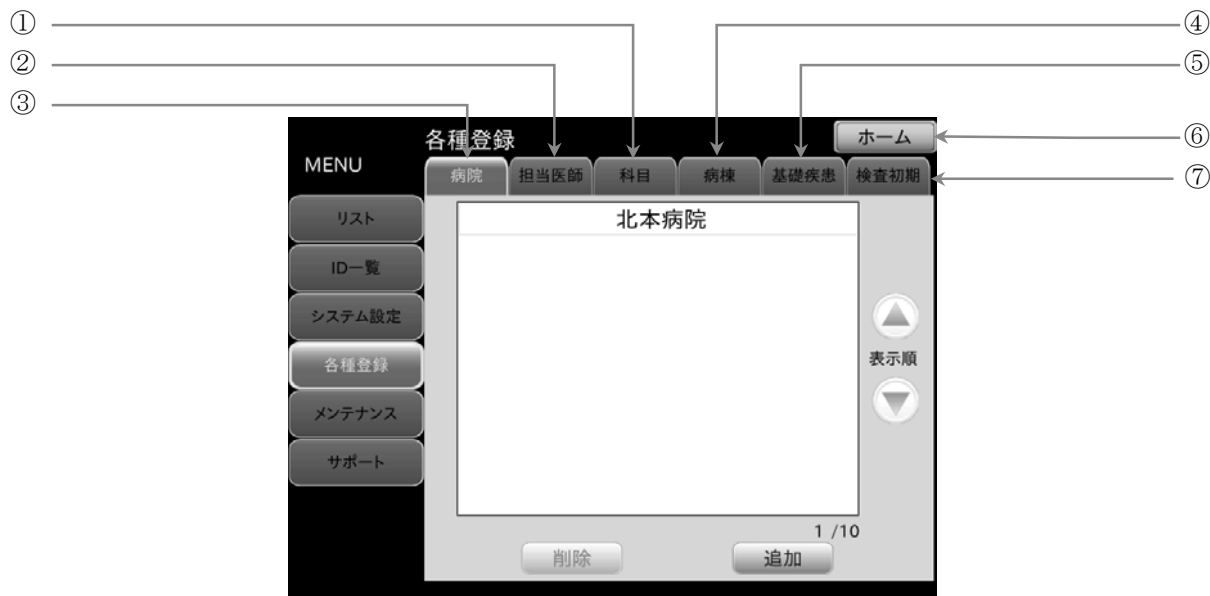 ①
②
③
④
⑤
⑥
⑦
各種登録
ホーム
MENU
病院 担当医師 科目 病棟 基礎疾患 検査初期
リスト
ID一覧
システム設定
各種登録
メンテナンス
サポート
北本病院
表示順
1 /10
削除 追加